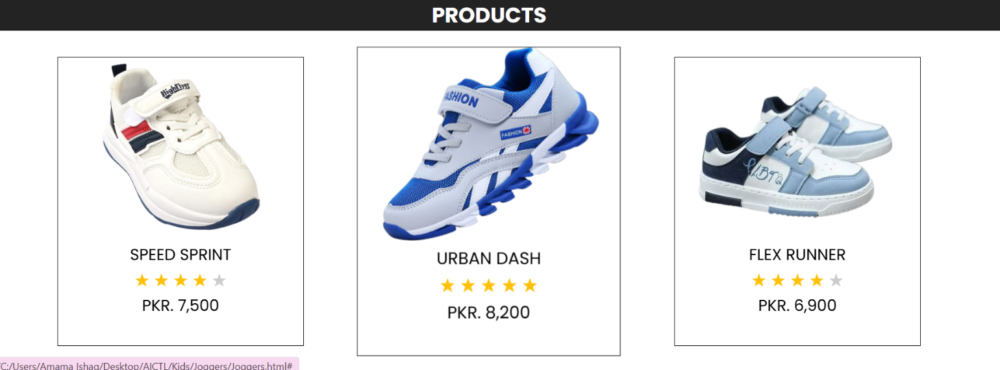 PRODUCTS
HighFlyer
FASHION
FASHION
SPEED SPRINT
PKR. 7,500
URBAN DASH
PKR. 8,200
FLEX RUNNER
PKR. 6,900
C:/Users/Amama Ishaq/Desktop/AICTL/Kids/Joggers/Joggers.html#